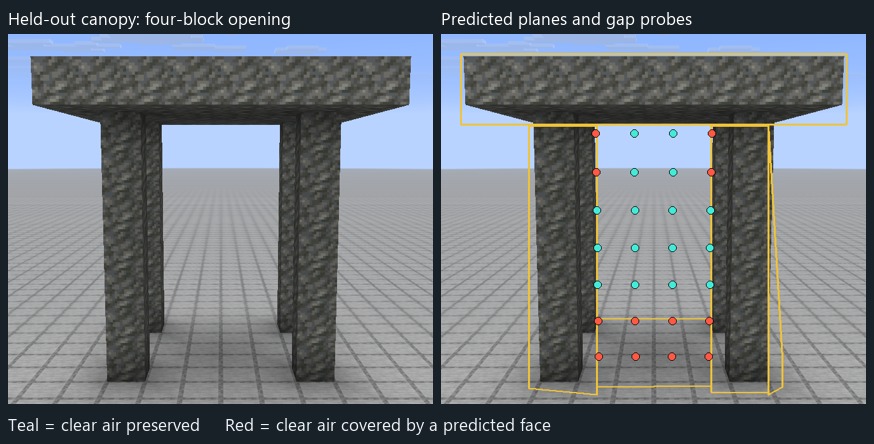 Held-out canopy: four-block opening
Predicted planes and gap probes
Teal = clear air preserved
Red = clear air covered by a predicted face